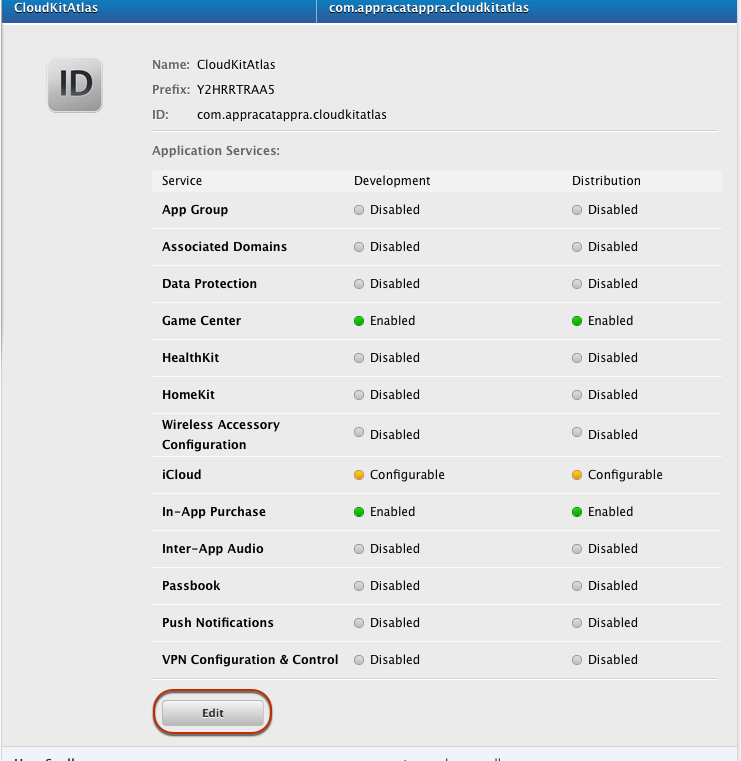 CloudKitAtlas com.appracatappra.cloudkitatlas
ID
Name: CloudKitAtlas
Prefix: Y2HRRTRAA5
ID: com.appracatappra.cloudkitatlas
Application Services:
Service Development Distribution
App Group Disabled Disabled
Associated Domains Disabled Disabled
Data Protection Disabled Disabled
Game Center Enabled Enabled
HealthKit Disabled Disabled
HomeKit Disabled Disabled
Wireless Accessory
Configuration Disabled Disabled
iCloud Configurable Configurable
In-App Purchase Enabled Enabled
Inter-App Audio Disabled Disabled
Passbook Disabled Disabled
Push Notifications Disabled Disabled
VPN Configuration & Control Disabled Disabled
Edit